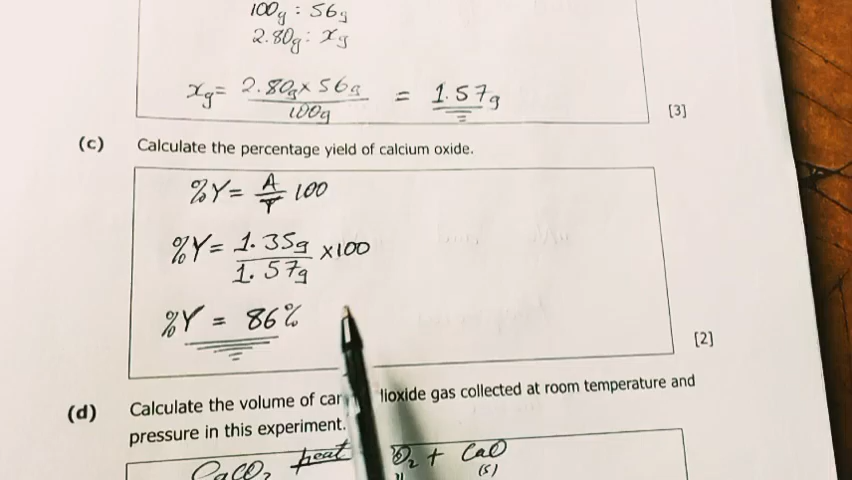 100g : 56g
2.80g : xg
xg = 2.80g × 56g / 100g = 1.57g
[3]
(c) Calculate the percentage yield of calcium oxide.
%Y = A/T 100
%Y = 1.35g / 1.57g × 100
%Y = 86%
[2]
(d) Calculate the volume of car lioxide gas collected at room temperature and
pressure in this experiment.
CaCO3 heat O2 + CaO
(s)